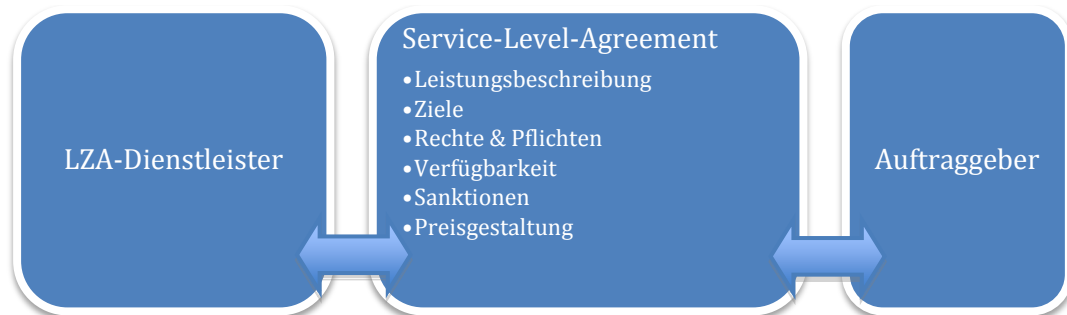 LZA-Dienstleister
Service-Level-Agreement
•Leistungsbeschreibung
•Ziele
•Rechte & Pflichten
•Verfügbarkeit
•Sanktionen
•Preisgestaltung
Auftraggeber